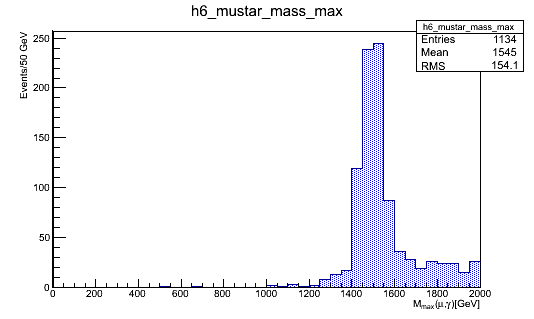 h6_mustar_mass_max
h6_mustar_mass_max
Entries 1134
Mean 1545
RMS 154.1
Events/50 GeV
250
200
150
100
50
0
0 200 400 600 800 1000 1200 1400 1600 1800 2000
Mmax(μ,γ)[GeV]